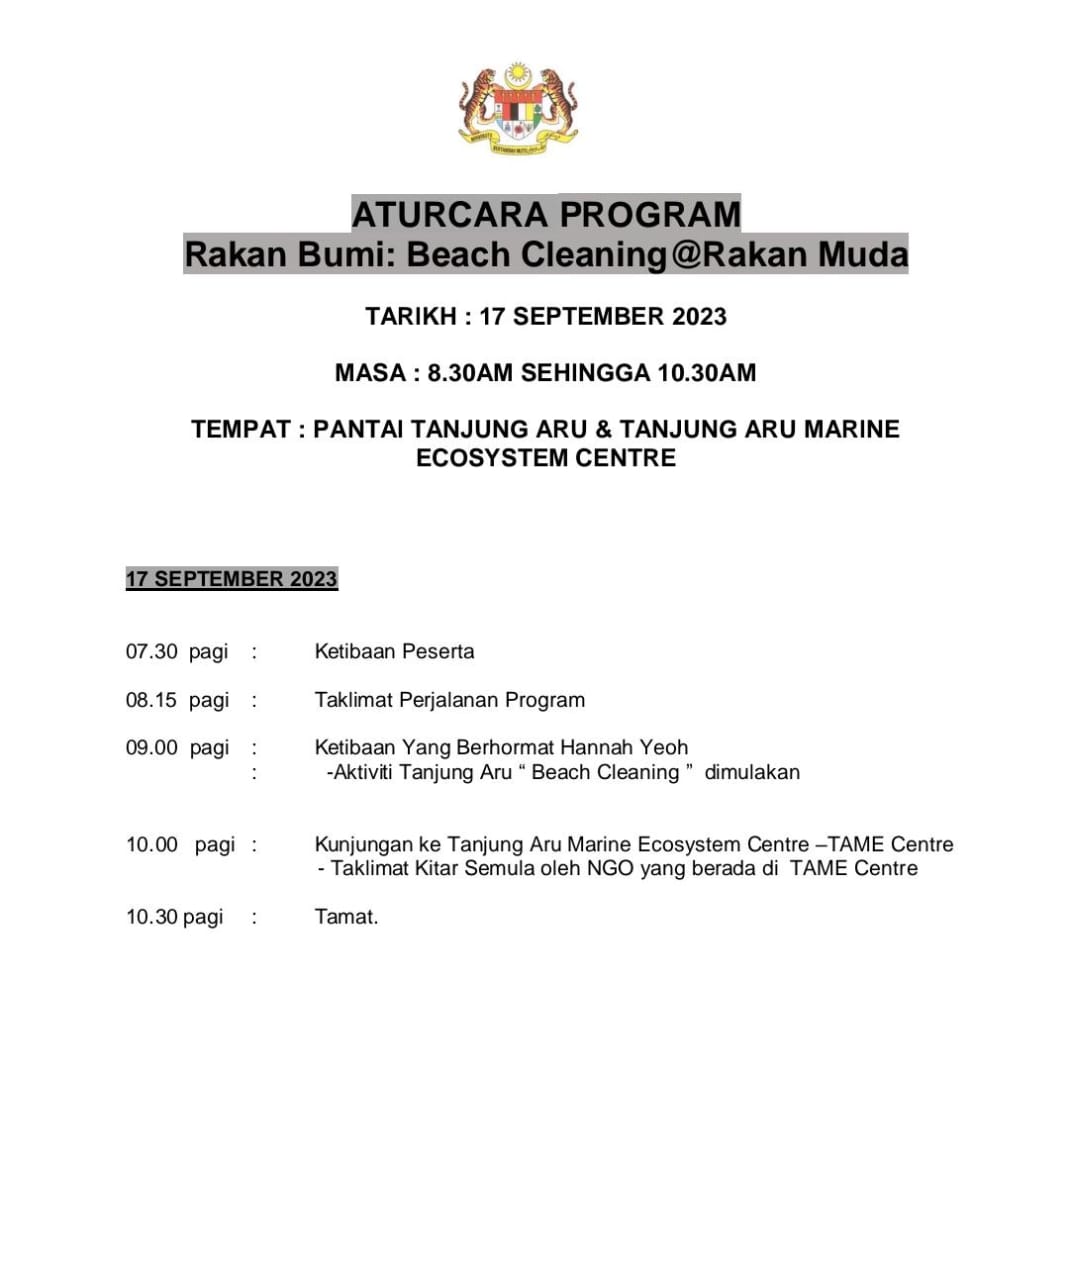 ATURCARA PROGRAM
Rakan Bumi: Beach Cleaning@Rakan Muda
TARIKH : 17 SEPTEMBER 2023
MASA : 8.30AM SEHINGGA 10.30AM
TEMPAT : PANTAI TANJUNG ARU & TANJUNG ARU MARINE
ECOSYSTEM CENTRE
17 SEPTEMBER 2023
07.30 pagi : Ketibaan Peserta
08.15 pagi : Taklimat Perjalanan Program
09.00 pagi : Ketibaan Yang Berhormat Hannah Yeoh
: -Aktiviti Tanjung Aru “ Beach Cleaning ” dimulakan
10.00 pagi : Kunjungan ke Tanjung Aru Marine Ecosystem Centre –TAME Centre
- Taklimat Kitar Semula oleh NGO yang berada di TAME Centre
10.30 pagi : Tamat.